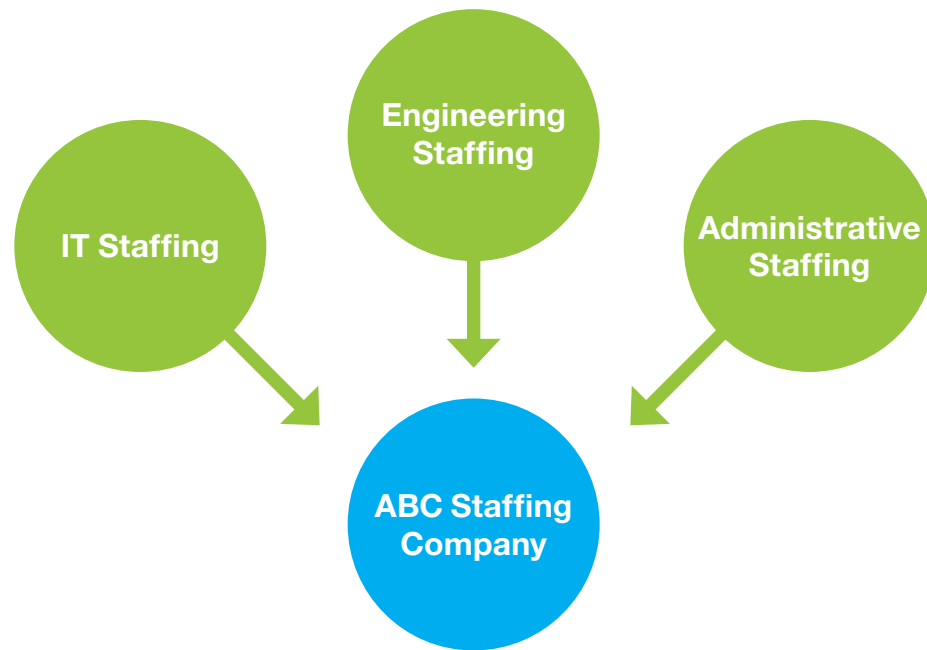 Engineering
Staffing
IT Staffing
Administrative
Staffing
ABC Staffing
Company